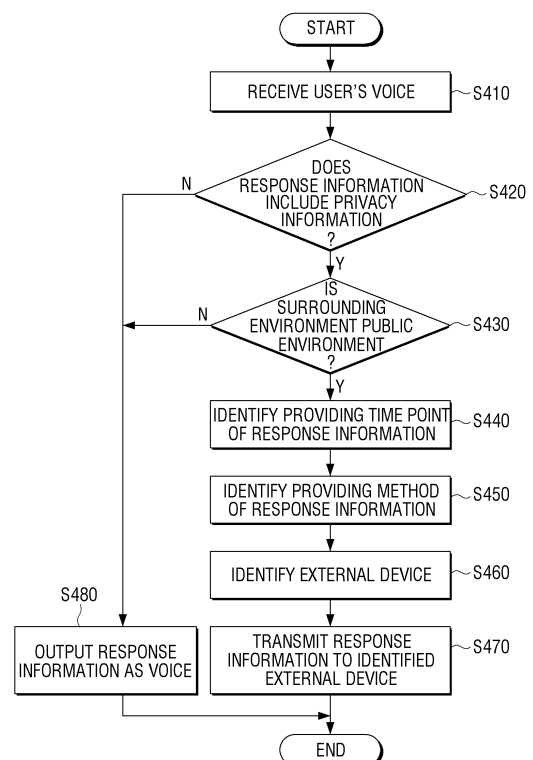 START
RECEIVE USER'S VOICE
S410
DOES
RESPONSE INFORMATION
INCLUDE PRIVACY
INFORMATION
?
S420
N
Y
IS
SURROUNDING
ENVIRONMENT PUBLIC
ENVIRONMENT
?
S430
N
Y
IDENTIFY PROVIDING TIME POINT
OF RESPONSE INFORMATION
S440
IDENTIFY PROVIDING METHOD
OF RESPONSE INFORMATION
S450
IDENTIFY EXTERNAL DEVICE
S460
S480
OUTPUT RESPONSE
INFORMATION AS VOICE
TRANSMIT RESPONSE
INFORMATION TO IDENTIFIED
EXTERNAL DEVICE
S470
END